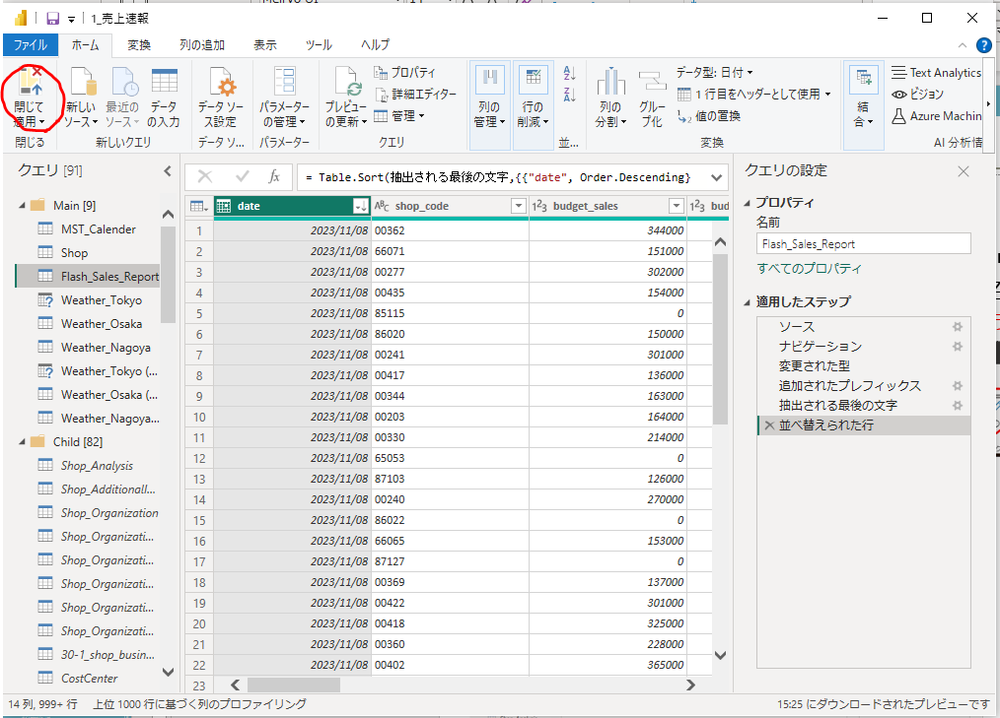 1_売上速報
ファイル ホーム 変換 列の追加 表示 ツール ヘルプ
閉じて
適用
新しい
ソース
最近の
ソース
データ
の入力
データ ソー
ス設定
パラメーター
の管理
プレビュー
の更新
プロパティ
詳細エディター
管理
列の
管理
行の
削減
列の
分割
グルー
プ化
データ型: 日付
1 行目をヘッダーとして使用
値の置換
結
合
Text Analytics
ビジョン
Azure Machin
閉じる 新しいクエリ データ ソ... パラメーター クエリ 並... 変換 AI 分析情
クエリ [91]
= Table.Sort(抽出される最後の文字,{{"date", Order.Descending}
Main [9]
MST_Calender
Shop
Flash_Sales_Report
Weather_Tokyo
Weather_Osaka
Weather_Nagoya
Weather_Tokyo (...
Weather_Osaka (...
Weather_Nagoya...
Child [82]
Shop_Analysis
Shop_Additionall...
Shop_Organization
Shop_Organizati...
Shop_Organizati...
Shop_Organizati...
Shop_Organizati...
Shop_Organizati...
30-1_shop_busin...
CostCenter
date shop_code budget_sales bud
1 2023/11/08 00362 344000
2 2023/11/08 66071 151000
3 2023/11/08 00277 302000
4 2023/11/08 00435 154000
5 2023/11/08 85115 0
6 2023/11/08 86020 150000
7 2023/11/08 00241 301000
8 2023/11/08 00417 136000
9 2023/11/08 00344 163000
10 2023/11/08 00203 164000
11 2023/11/08 00330 214000
12 2023/11/08 65053 0
13 2023/11/08 87103 126000
14 2023/11/08 00240 270000
15 2023/11/08 86022 0
16 2023/11/08 66065 153000
17 2023/11/08 87127 0
18 2023/11/08 00369 137000
19 2023/11/08 00422 301000
20 2023/11/08 00418 325000
21 2023/11/08 00360 228000
22 2023/11/08 00402 365000
23
クエリの設定
プロパティ
名前
Flash_Sales_Report
すべてのプロパティ
適用したステップ
ソース
ナビゲーション
変更された型
追加されたプレフィックス
抽出される最後の文字
並べ替えられた行
14 列, 999+ 行 上位 1000 行に基づく列のプロファイリング
15:25 にダウンロードされたプレビューです